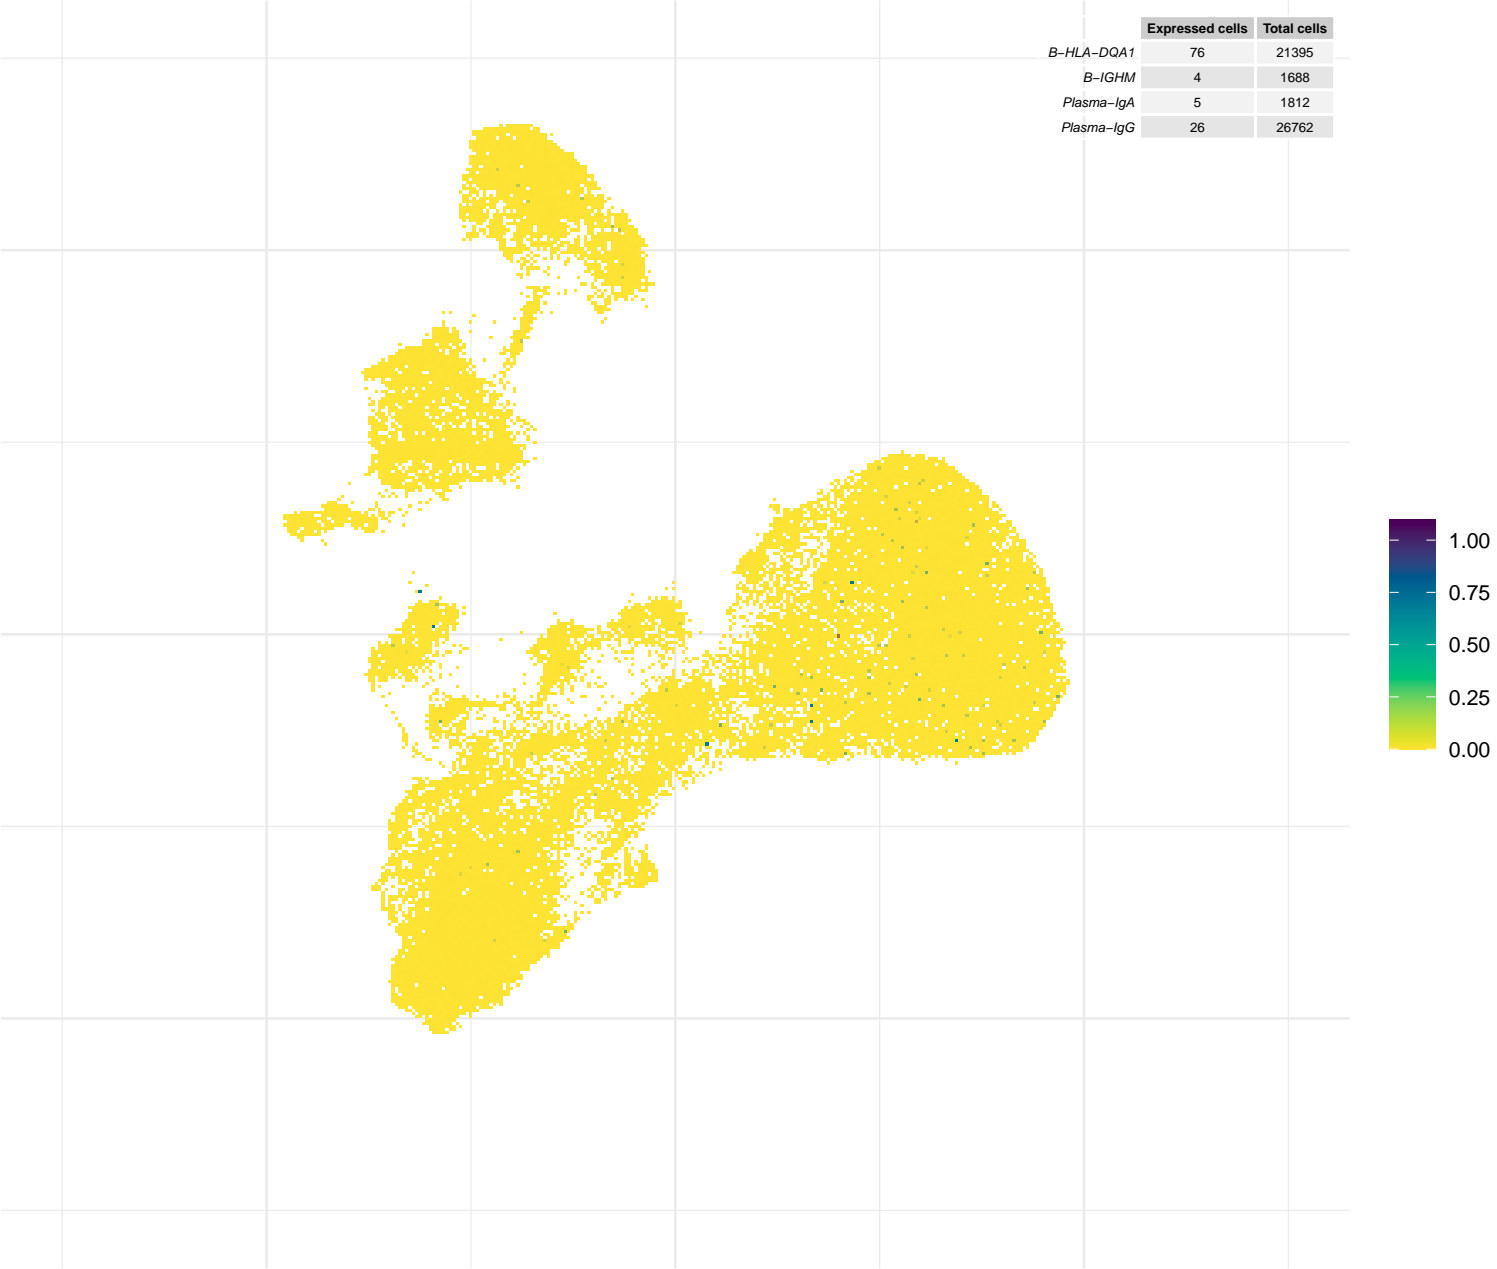 Expressed cells Total cells
B−HLA−DQA1 76 21395
B−IGHM 4 1688
Plasma−IgA 5 1812
Plasma−IgG 26 26762
1.00
0.75
0.50
0.25
0.00